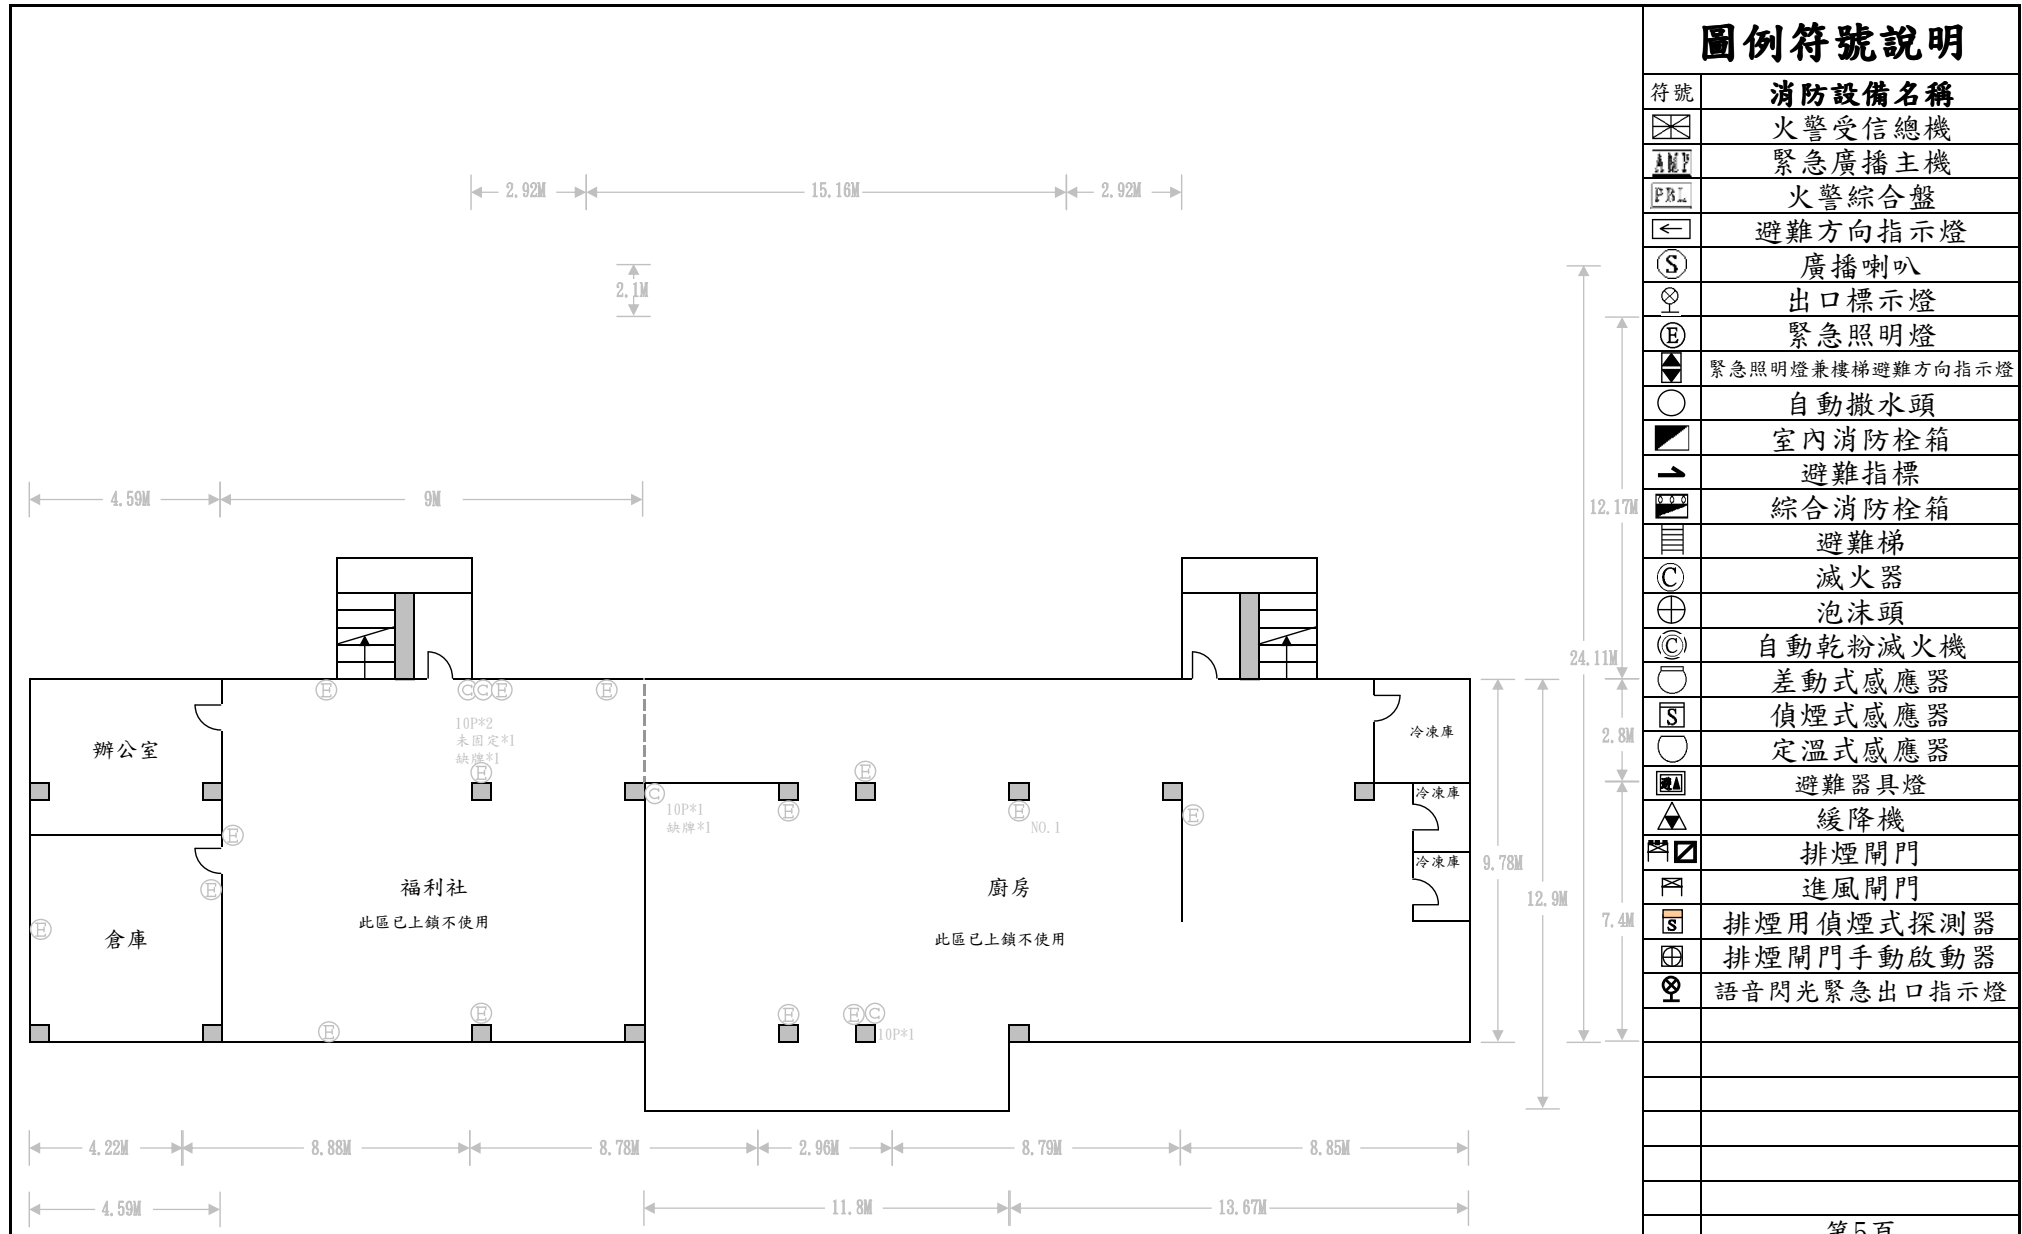 圖例符號說明
符號 消防設備名稱
火警受信總機
AMP 緊急廣播主機
PBL 火警綜合盤
避難方向指示燈
S 廣播喇叭
出口標示燈
E 緊急照明燈
緊急照明燈兼樓梯避難方向指示燈
自動撒水頭
室內消防栓箱
避難指標
綜合消防栓箱
避難梯
C 滅火器
泡沫頭
C 自動乾粉滅火機
差動式感應器
S 偵煙式感應器
定溫式感應器
避難器具燈
緩降機
排煙閘門
進風閘門
S 排煙用偵煙式探測器
排煙閘門手動啟動器
語音閃光緊急出口指示燈
第5頁
2.92M 15.16M 2.92M
2.1M
4.59M 9M
12.17M
24.11M
2.8M
9.78M
12.9M
7.4M
E C C E E
10P*2
未固定*1
缺牌*1
辦公室
冷凍庫
E E
C
10P*1
缺牌*1
E E
NO.1
E
冷凍庫
E
冷凍庫
福利社
此區已上鎖不使用
廚房
此區已上鎖不使用
E
E
倉庫
E E E E C
10P*1
4.22M 8.88M 8.78M 2.96M 8.79M 8.85M
4.59M 11.8M 13.67M